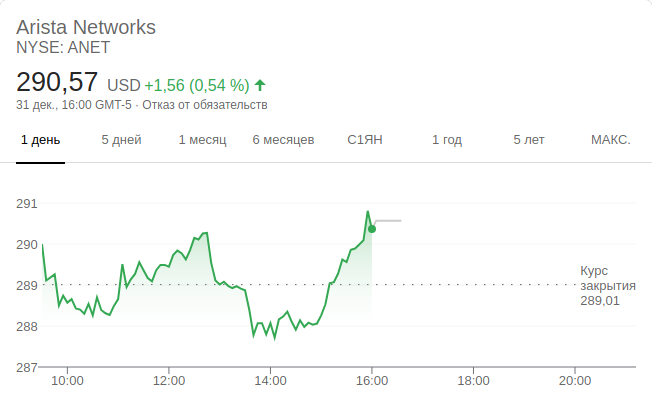 Arista Networks
NYSE: ANET
290,57 USD +1,56 (0,54 %)
31 дек., 16:00 GMT-5 · Отказ от обязательств
1 день 5 дней 1 месяц 6 месяцев С1ЯН 1 год 5 лет МАКС.
291
290
289
288
287
Курс
закрытия
289,01
10:00 12:00 14:00 16:00 18:00 20:00